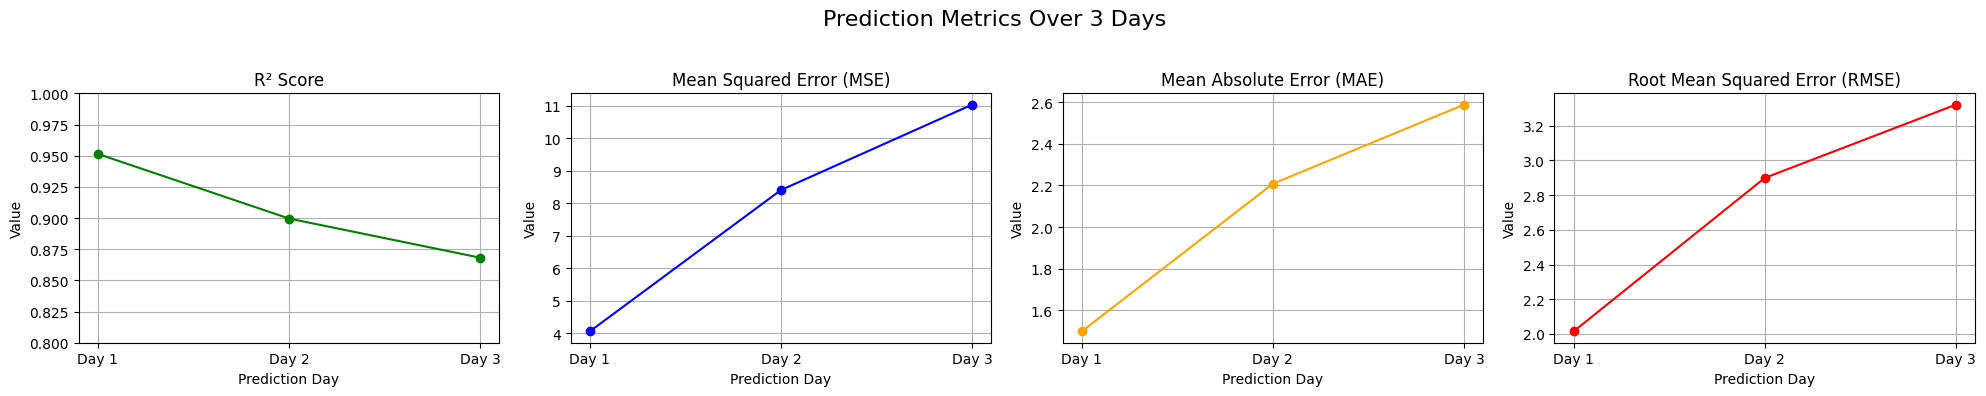 Prediction Metrics Over 3 Days
R² Score
1.000
0.975
0.950
0.925
0.900
0.875
0.850
0.825
0.800
Value
Day 1 Day 2 Day 3
Prediction Day
Mean Squared Error (MSE)
11
10
9
8
7
6
5
4
Value
Day 1 Day 2 Day 3
Prediction Day
Mean Absolute Error (MAE)
2.6
2.4
2.2
2.0
1.8
1.6
Value
Day 1 Day 2 Day 3
Prediction Day
Root Mean Squared Error (RMSE)
3.2
3.0
2.8
2.6
2.4
2.2
2.0
Value
Day 1 Day 2 Day 3
Prediction Day